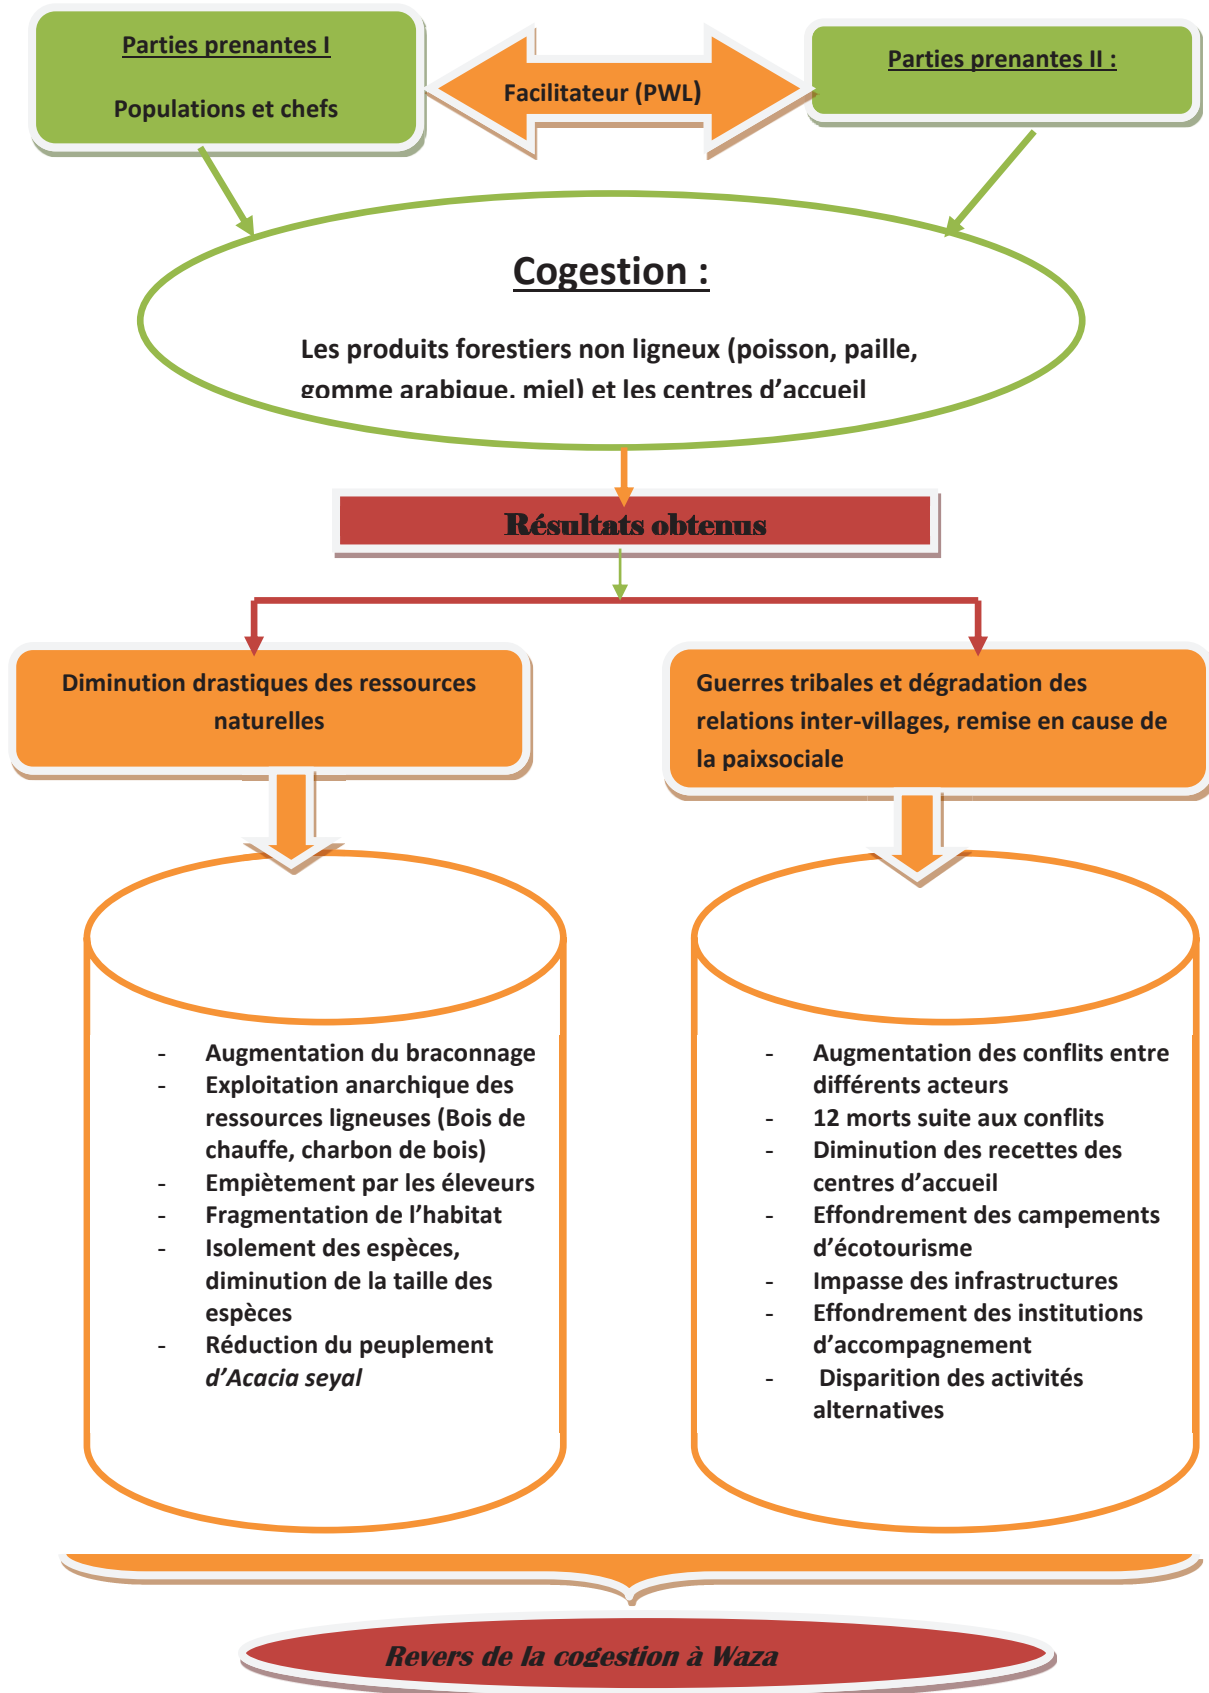 Parties prenantes I
Populations et chefs
Facilitateur (PWL)
Parties prenantes II :
Cogestion :
Les produits forestiers non ligneux (poisson, paille,
gomme arabique, miel) et les centres d'accueil
Résultats obtenus
Diminution drastiques des ressources
naturelles
Guerres tribales et dégradation des
relations inter-villages, remise en cause de
la paixsociale
- Augmentation du braconnage
- Exploitation anarchique des
ressources ligneuses (Bois de
chauffe, charbon de bois)
- Empiètement par les éleveurs
- Fragmentation de l'habitat
- Isolement des espèces,
diminution de la taille des
espèces
- Réduction du peuplement
d'Acacia seyal
- Augmentation des conflits entre
différents acteurs
- 12 morts suite aux conflits
- Diminution des recettes des
centres d'accueil
- Effondrement des campements
d'écotourisme
- Impasse des infrastructures
- Effondrement des institutions
d'accompagnement
- Disparition des activités
alternatives
Revers de la cogestion à Waza